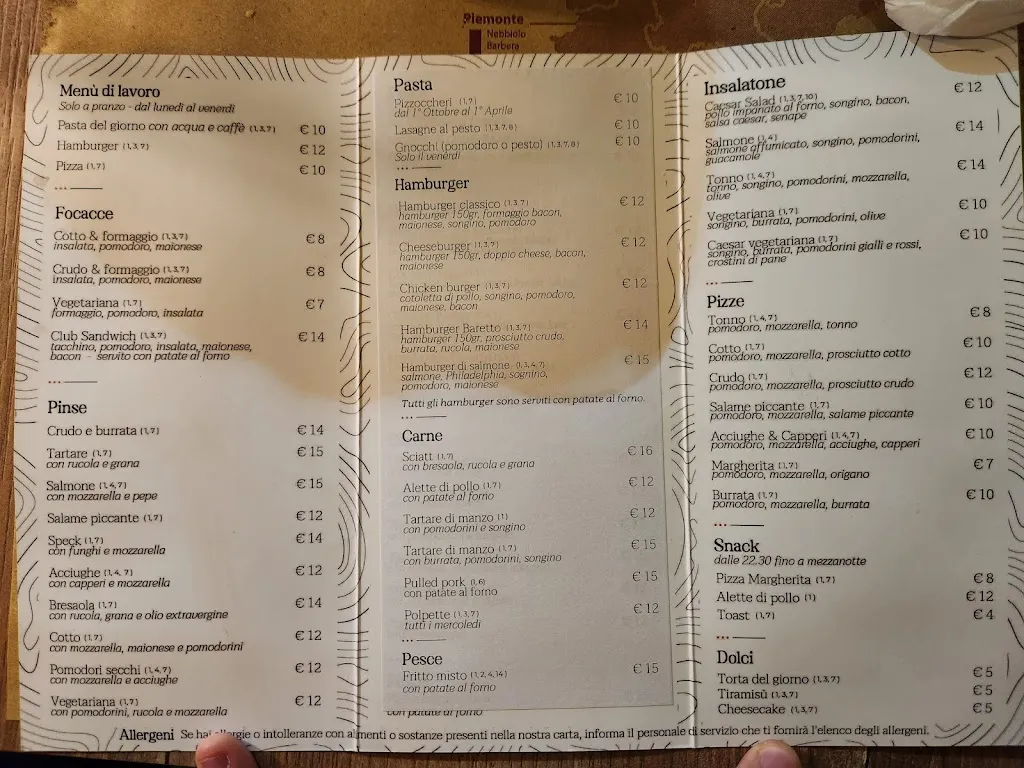 Piemonte
Nebbiolo
Barbera
Menù di lavoro
Solo a pranzo - dal lunedì al venerdì
Pasta del giorno con acqua e caffè (1,3,7) € 10
Hamburger (1,3,7) € 12
Pizza (1,7) € 10
Focacce
Cotto & formaggio (1,3,7) € 8
insalata, pomodoro, maionese
Crudo & formaggio (1,3,7) € 8
insalata, pomodoro, maionese
Vegetariana (1,7) € 7
formaggio, pomodoro, insalata
Club Sandwich (1,3,7) € 14
tacchino, pomodoro, insalata, maionese,
bacon - servito con patate al forno
Pinse
Crudo e burrata (1,7) € 14
Tartare (1,7) € 15
con rucola e grana
Salmone (1,4,7) € 15
con mozzarella e pepe
Salame piccante (1,7) € 12
Speck (1,7) € 14
con funghi e mozzarella
Acciughe (1,4, 7) € 12
con capperi e mozzarella
Bresaola (1,7) € 14
con rucola, grana e olio extravergine
Cotto (1,7) € 12
con mozzarella, maionese e pomodorini
Pomodori secchi (1,4,7) € 12
con mozzarella e acciughe
Vegetariana (1,7) € 12
con pomodorini, rucola e mozzarella
Pasta
Pizzoccheri (1,7) € 10
dal 1° Ottobre al 1° Aprile
Lasagne al pesto (1,3,7,8) € 10
Gnocchi (pomodoro o pesto) (1,3,7,8) € 10
Solo il venerdì
Hamburger
Hamburger classico (1,3,7) € 12
hamburger 150gr, formaggio bacon,
maionese, songino, pomodoro
Cheeseburger (1,3,7) € 12
hamburger 150gr, doppio cheese, bacon,
maionese
Chicken burger (1,3,7) € 12
cotoletta di pollo, songino, pomodoro,
maionese, bacon
Hamburger Baretto (1,3,7) € 14
hamburger 150gr, prosciutto crudo,
burrata, rucola, maionese
Hamburger di salmone (1,3,4,7) € 15
salmone, Philadelphia, sognino,
pomodoro, maionese
Tutti gli hamburger sono serviti con patate al forno.
Carne
Sciatt (1,7) € 16
con bresaola, rucola e grana
Alette di pollo (1,7) € 12
con patate al forno
Tartare di manzo (1) € 12
con pomodorini e songino
Tartare di manzo (1,7) € 15
con burrata, pomodorini, songino
Pulled pork (1,6) € 15
con patate al forno
Polpette (1,3,7) € 12
tutti i mercoledì
Pesce
Fritto misto (1,2,4,14) € 15
con patate al forno
con patate al forno
Insalatone
Caesar Salad (1,3,7,10) € 12
pollo impanato al forno, songino, bacon,
salsa caesar, senape
Salmone (1,4) € 14
salmone affumicato, songino, pomodorini,
guacamole
Tonno (1,4,7) € 14
tonno, songino, pomodorini, mozzarella,
olive
Vegetariana (1,7) € 10
songino, burrata, pomodorini, olive
Caesar vegetariana (1,7) € 10
songino, burrata, pomodorini gialli e rossi,
crostini di pane
Pizze
Tonno (1,4,7) € 8
pomodoro, mozzarella, tonno
Cotto (1,7) € 10
pomodoro, mozzarella, prosciutto cotto
Crudo (1,7) € 12
pomodoro, mozzarella, prosciutto crudo
Salame piccante (1,7) € 10
pomodoro, mozzarella, salame piccante
Acciughe & Capperi (1,4,7) € 10
pomodoro, mozzarella, acciughe, capperi
Margherita (1,7) € 7
pomodoro, mozzarella, origano
Burrata (1,7) € 10
pomodoro, mozzarella, burrata
Snack
dalle 22.30 fino a mezzanotte
Pizza Margherita (1,7) € 8
Alette di pollo (1) € 12
Toast (1,7) € 4
Dolci
Torta del giorno (1,3,7) € 5
Tiramisù (1,3,7) € 5
Cheesecake (1,3,7) € 5
Allergeni Se hai allergie o intolleranze con alimenti o sostanze presenti nella nostra carta, informa il personale di servizio che ti fornirà l'elenco degli allergeni.